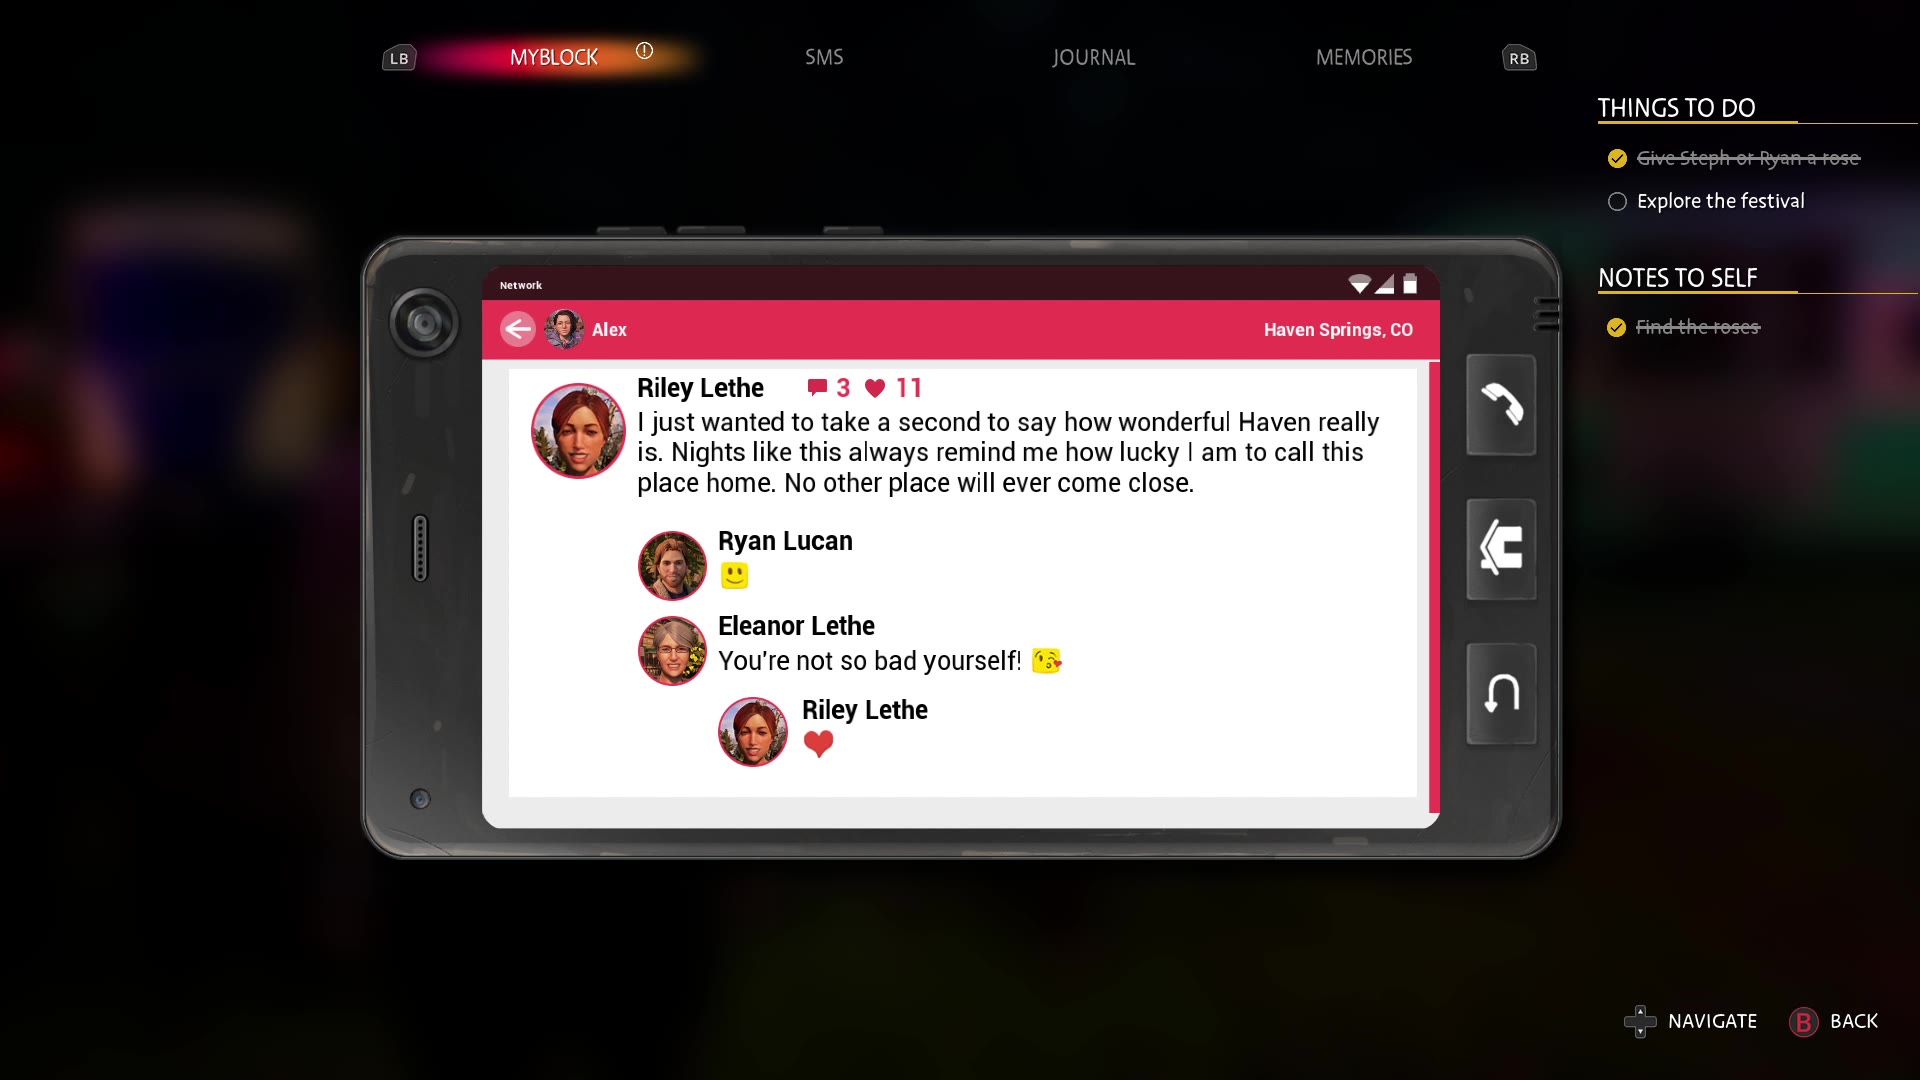 LB
MYBLOCK
SMS
JOURNAL
MEMORIES
RB
THINGS TO DO
Give Steph or Ryan a rose
Explore the festival
NOTES TO SELF
Find the roses
Network
Alex
Haven Springs, CO
Riley Lethe 3 11
I just wanted to take a second to say how wonderful Haven really
is. Nights like this always remind me how lucky I am to call this
place home. No other place will ever come close.
Ryan Lucan
Eleanor Lethe
You're not so bad yourself!
Riley Lethe
NAVIGATE
B BACK